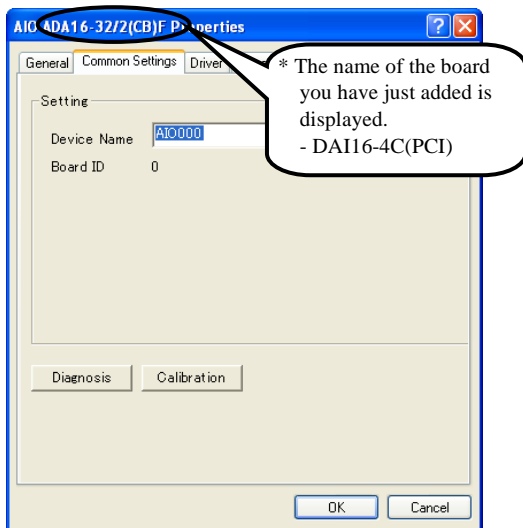 AIO ADA16-32/2(CB)F Properties
General Common Settings Driver
* The name of the board
you have just added is
displayed.
- DAI16-4C(PCI)
Setting
Device Name AIO000
Board ID 0
Diagnosis Calibration
OK Cancel